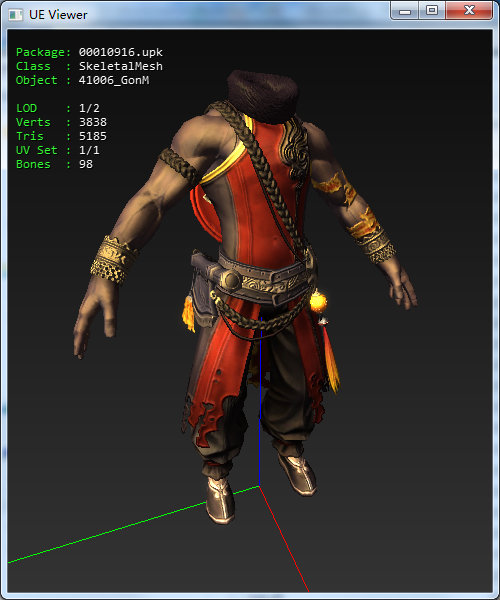 UE Viewer
Package: 00010916.upk
Class : SkeletalMesh
Object : 41006_GonM
LOD : 1/2
Verts : 3838
Tris : 5185
UV Set : 1/1
Bones : 98